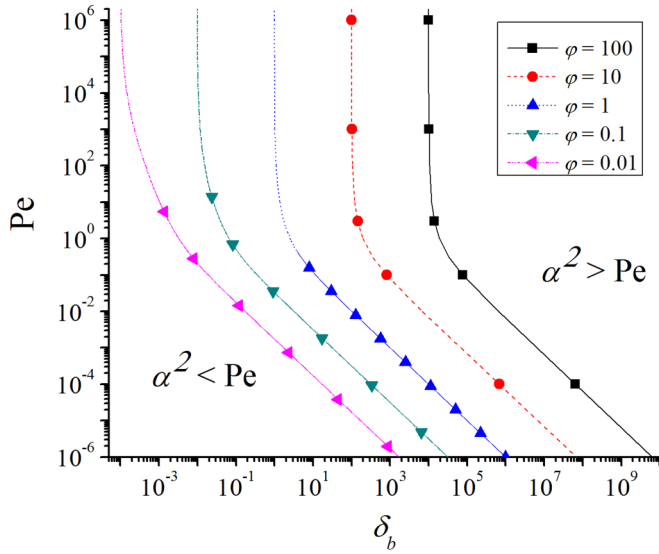 10^6
10^4
10^2
10^0
10^-2
10^-4
10^-6
Pe
φ = 100
φ = 10
φ = 1
φ = 0.1
φ = 0.01
α² > Pe
α² < Pe
10^-3 10^-1 10^1 10^3 10^5 10^7 10^9
δ_b